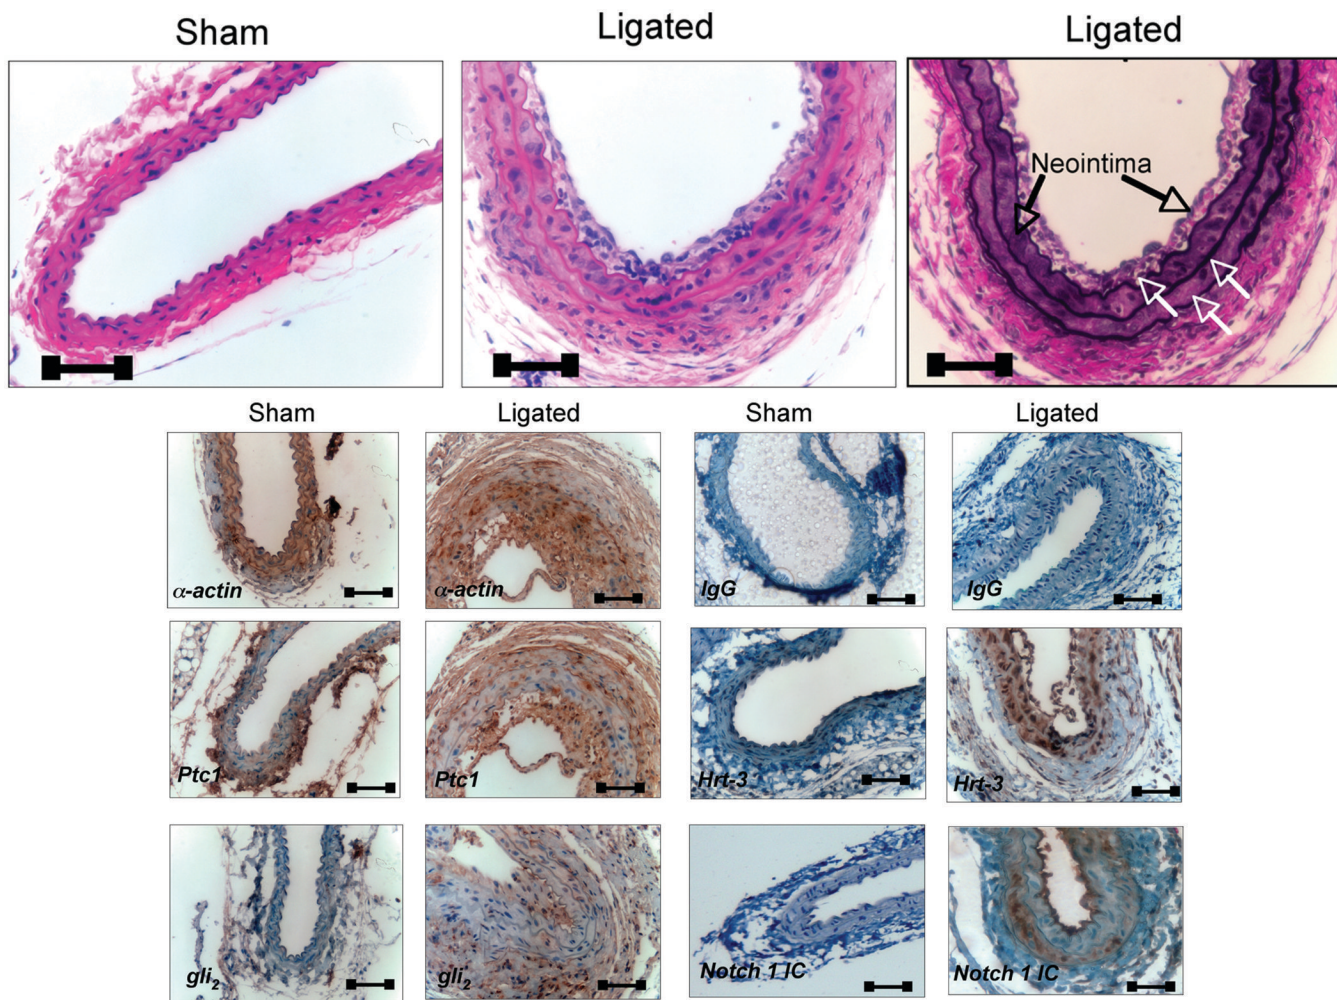 Sham Ligated Ligated
Neointima
Sham Ligated Sham Ligated
α-actin α-actin IgG IgG
Ptc1 Ptc1 Hrt-3 Hrt-3
gli₂ gli₂ Notch 1 IC Notch 1 IC